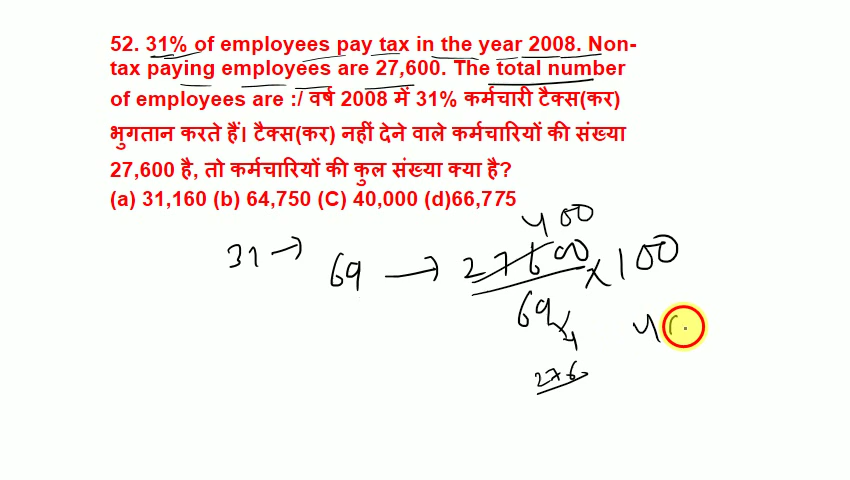 52. 31% of employees pay tax in the year 2008. Non-
tax paying employees are 27,600. The total number
of employees are :/ वर्ष 2008 में 31% कर्मचारी टैक्स(कर)
भुगतान करते हैं। टैक्स(कर) नहीं देने वाले कर्मचारियों की संख्या
27,600 है, तो कर्मचारियों की कुल संख्या क्या है?
(a) 31,160 (b) 64,750 (C) 40,000 (d)66,775
400
31 → 69 → 27600 × 100
69 × 4
276